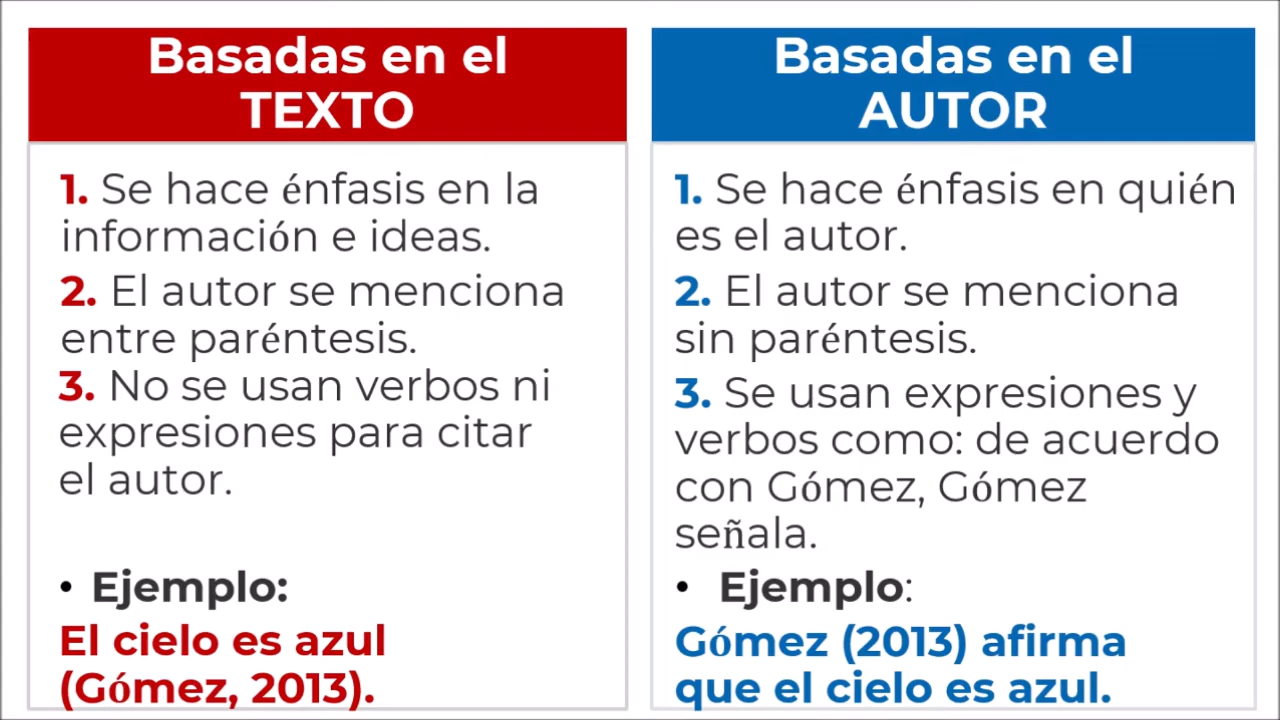 Basadas en el
TEXTO
1. Se hace énfasis en la
información e ideas.
2. El autor se menciona
entre paréntesis.
3. No se usan verbos ni
expresiones para citar
el autor.
• Ejemplo:
El cielo es azul
(Gómez, 2013).
Basadas en el
AUTOR
1. Se hace énfasis en quién
es el autor.
2. El autor se menciona
sin paréntesis.
3. Se usan expresiones y
verbos como: de acuerdo
con Gómez, Gómez
señala.
• Ejemplo:
Gómez (2013) afirma
que el cielo es azul.